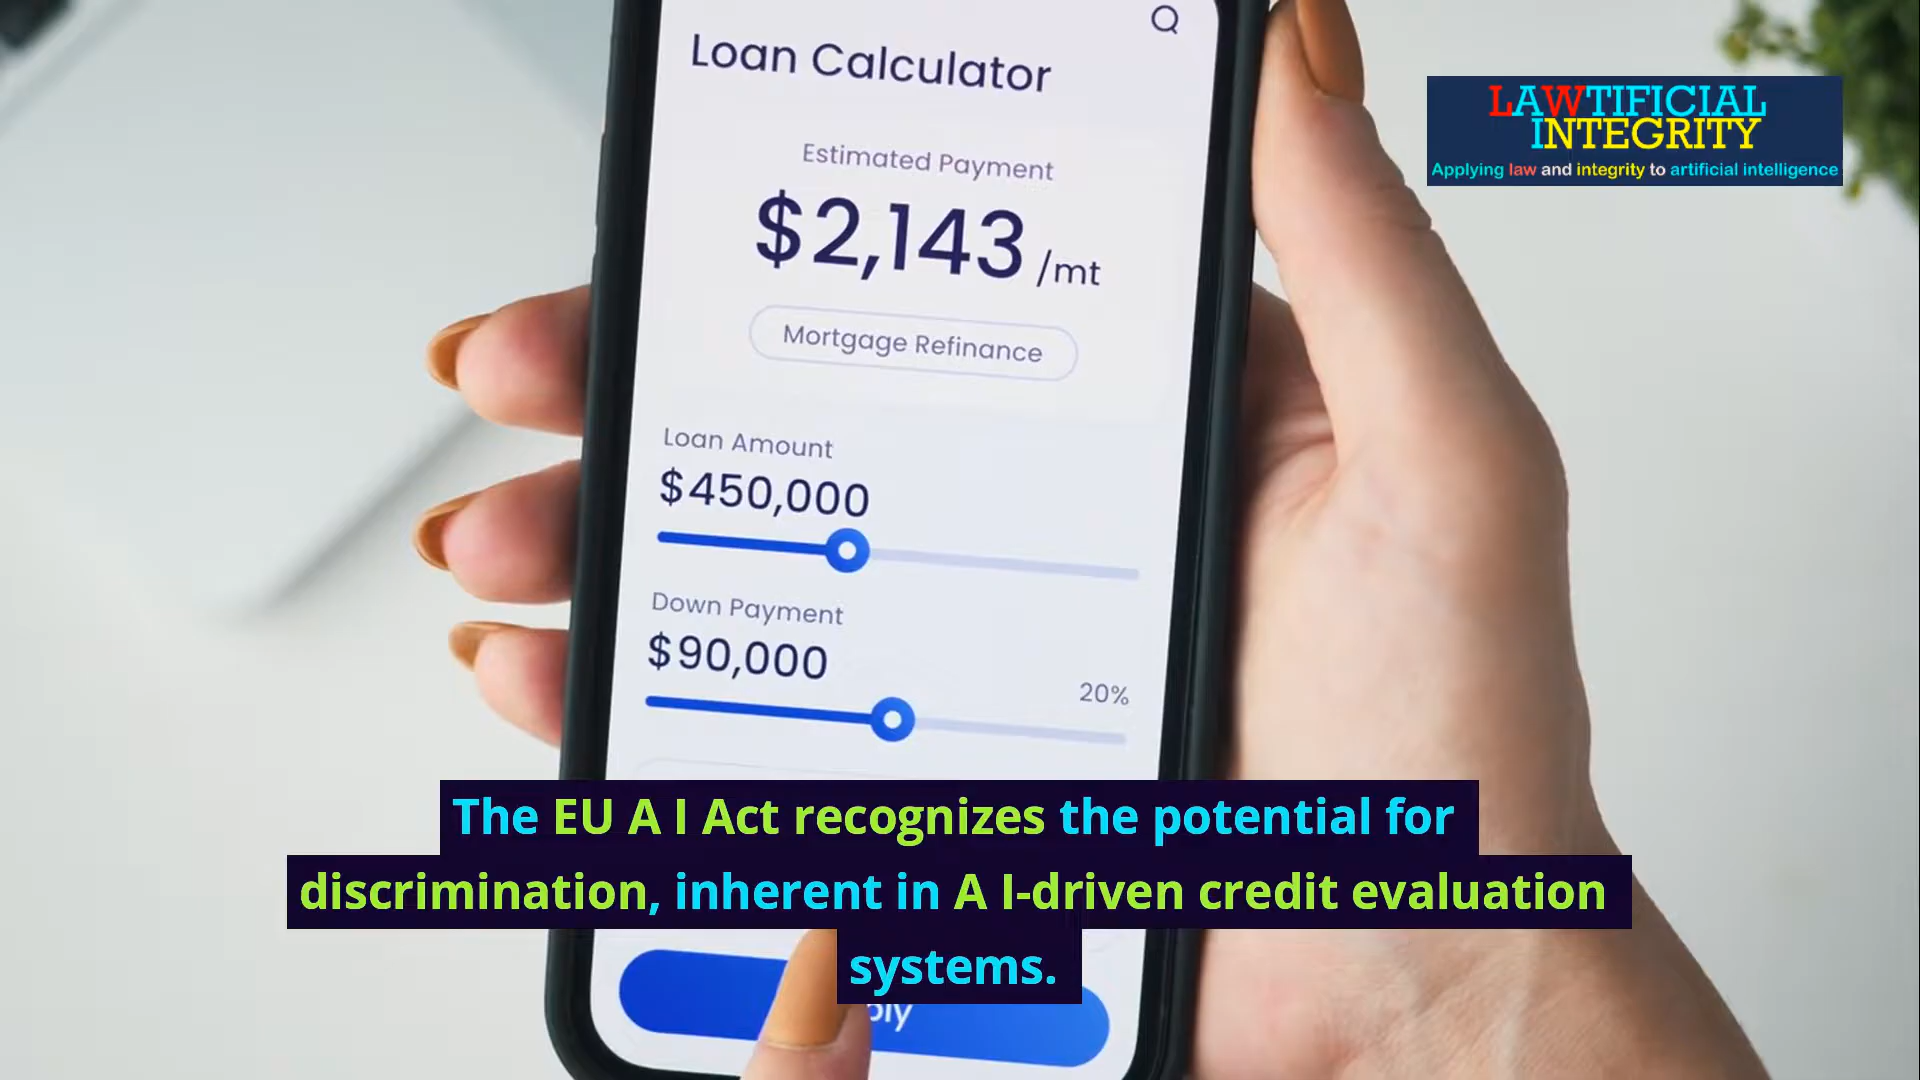 Loan Calculator
LAWTIFICIAL
INTEGRITY
Applying law and integrity to artificial intelligence
Estimated Payment
$2,143 /mt
Mortgage Refinance
Loan Amount
$450,000
Down Payment
$90,000
20%
The EU A I Act recognizes the potential for
discrimination, inherent in A I-driven credit evaluation
systems.